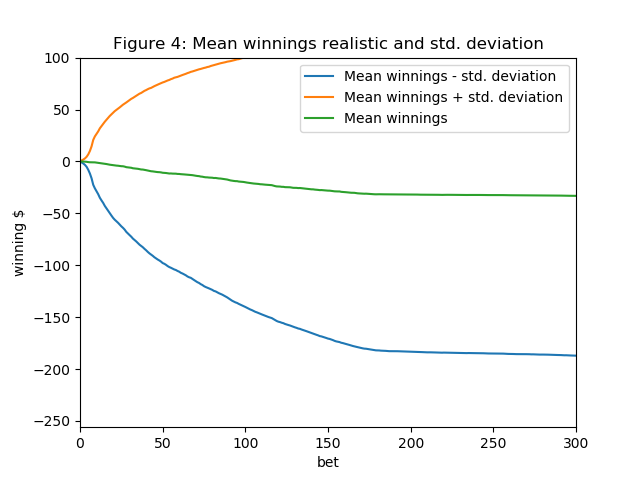 Figure 4: Mean winnings realistic and std. deviation
Mean winnings - std. deviation
Mean winnings + std. deviation
Mean winnings
winning $
100
50
0
−50
−100
−150
−200
−250
0 50 100 150 200 250 300
bet